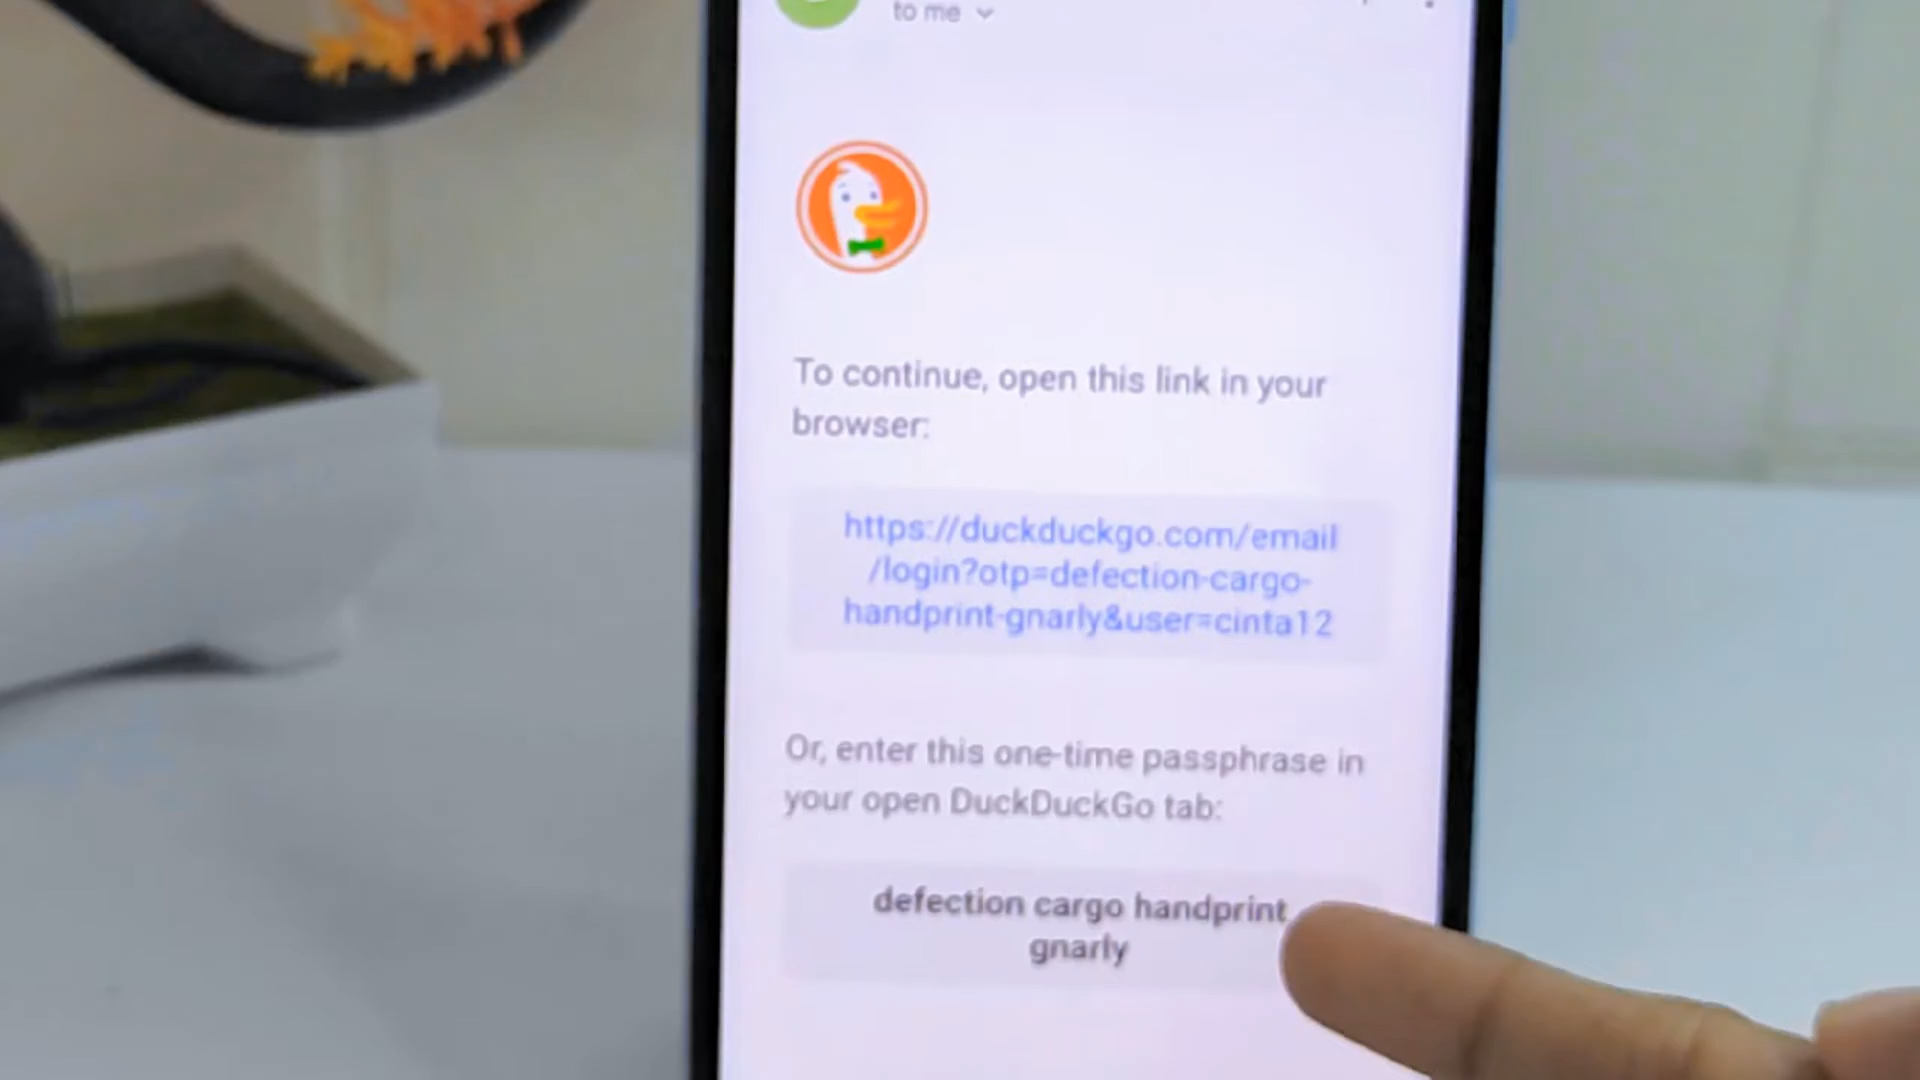 to me
To continue, open this link in your
browser:
https://duckduckgo.com/email
/login?otp=defection-cargo-
handprint-gnarly&user=cinta12
Or, enter this one-time passphrase in
your open DuckDuckGo tab:
defection cargo handprint
gnarly